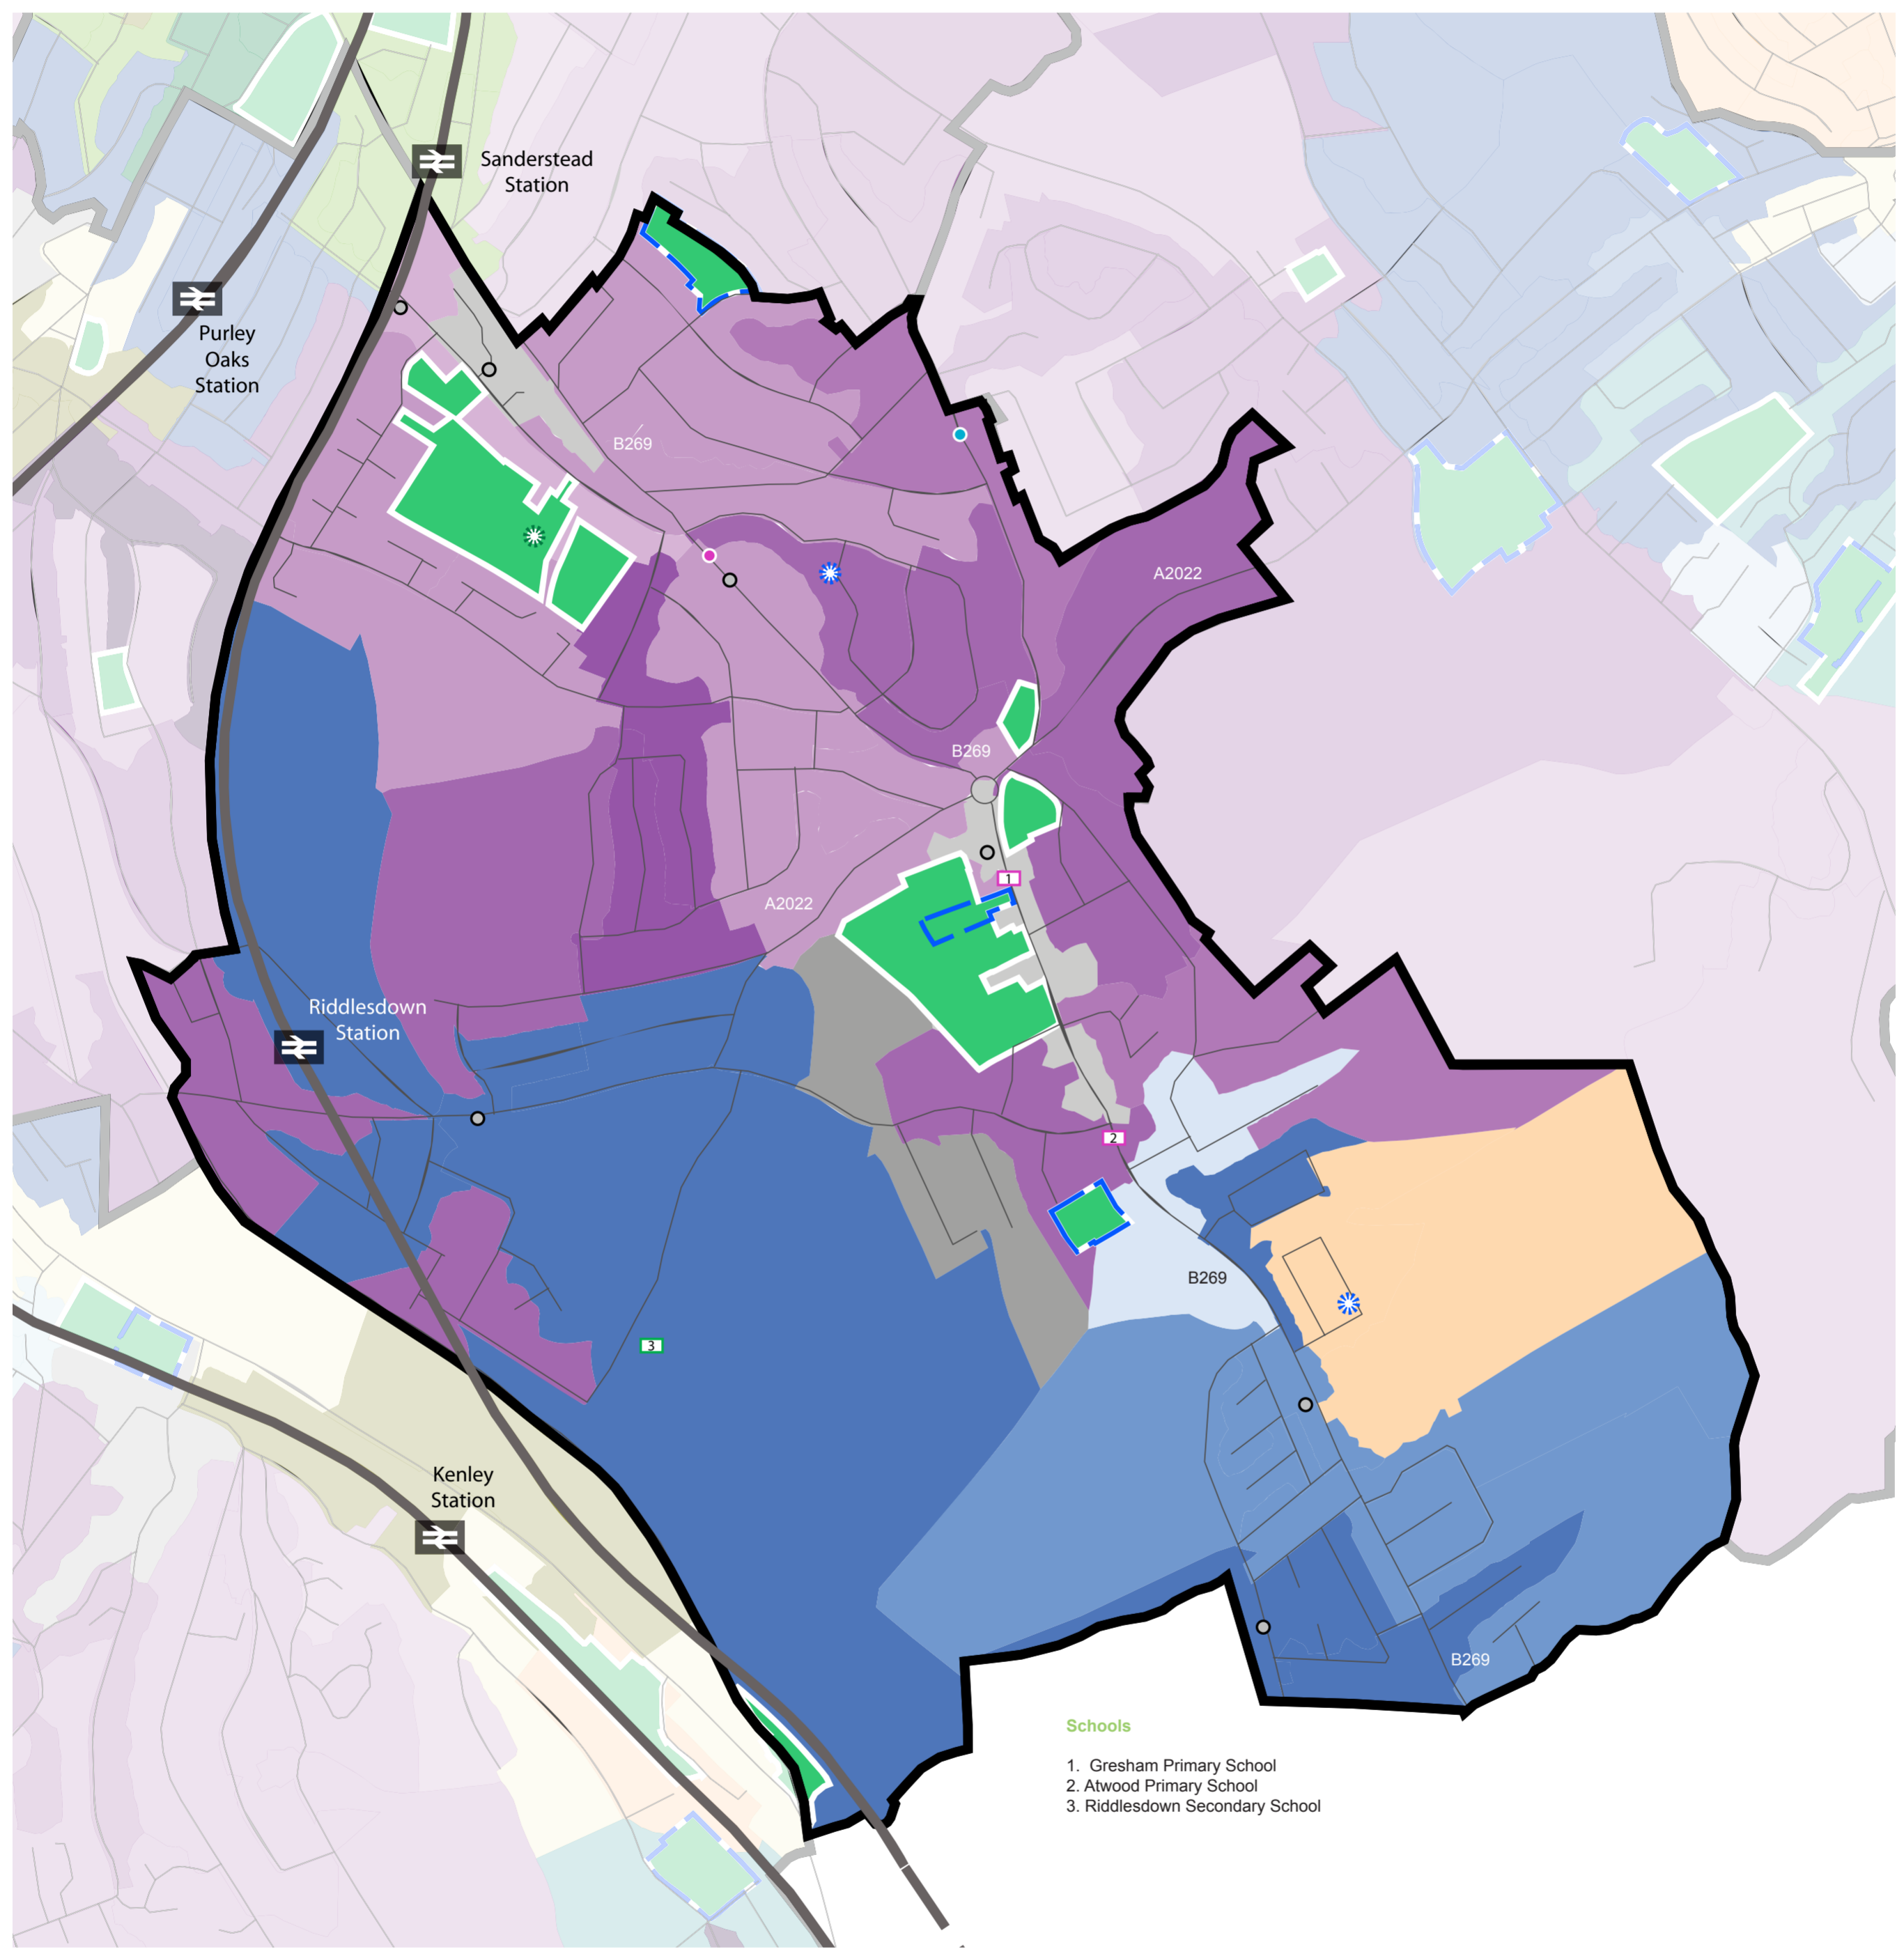 Sanderstead
Station
Purley
Oaks
Station
B269
A2022
B269
1
A2022
Riddlesdown
Station
2
B269
3
Kenley
Station
B269
Schools
1. Gresham Primary School
2. Atwood Primary School
3. Riddlesdown Secondary School